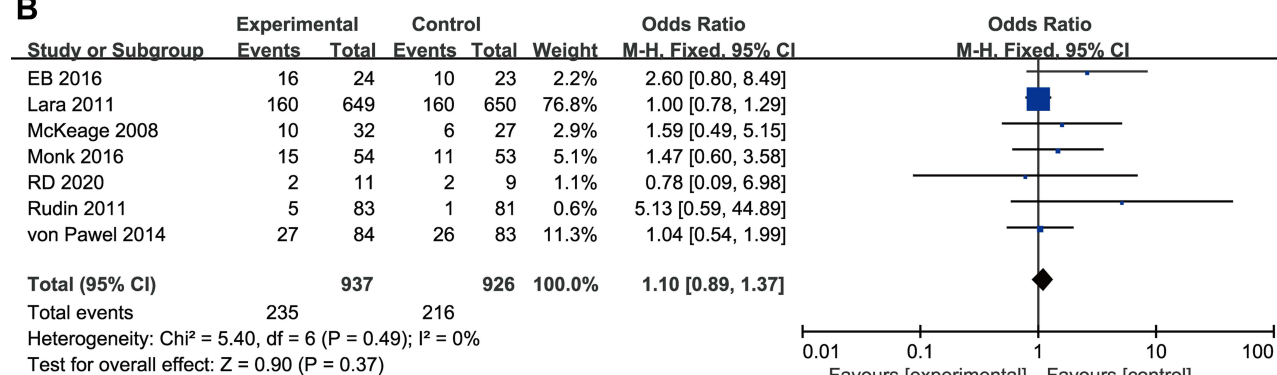 B
Experimental Control Odds Ratio Odds Ratio
Study or Subgroup Events Total Events Total Weight M-H, Fixed, 95% CI M-H, Fixed, 95% CI
EB 2016 16 24 10 23 2.2% 2.60 [0.80, 8.49]
Lara 2011 160 649 160 650 76.8% 1.00 [0.78, 1.29]
McKeage 2008 10 32 6 27 2.9% 1.59 [0.49, 5.15]
Monk 2016 15 54 11 53 5.1% 1.47 [0.60, 3.58]
RD 2020 2 11 2 9 1.1% 0.78 [0.09, 6.98]
Rudin 2011 5 83 1 81 0.6% 5.13 [0.59, 44.89]
von Pawel 2014 27 84 26 83 11.3% 1.04 [0.54, 1.99]
Total (95% CI) 937 926 100.0% 1.10 [0.89, 1.37]
Total events 235 216
Heterogeneity: Chi² = 5.40, df = 6 (P = 0.49); I² = 0%
Test for overall effect: Z = 0.90 (P = 0.37)
0.01 0.1 1 10 100
Favours [experimental] Favours [control]